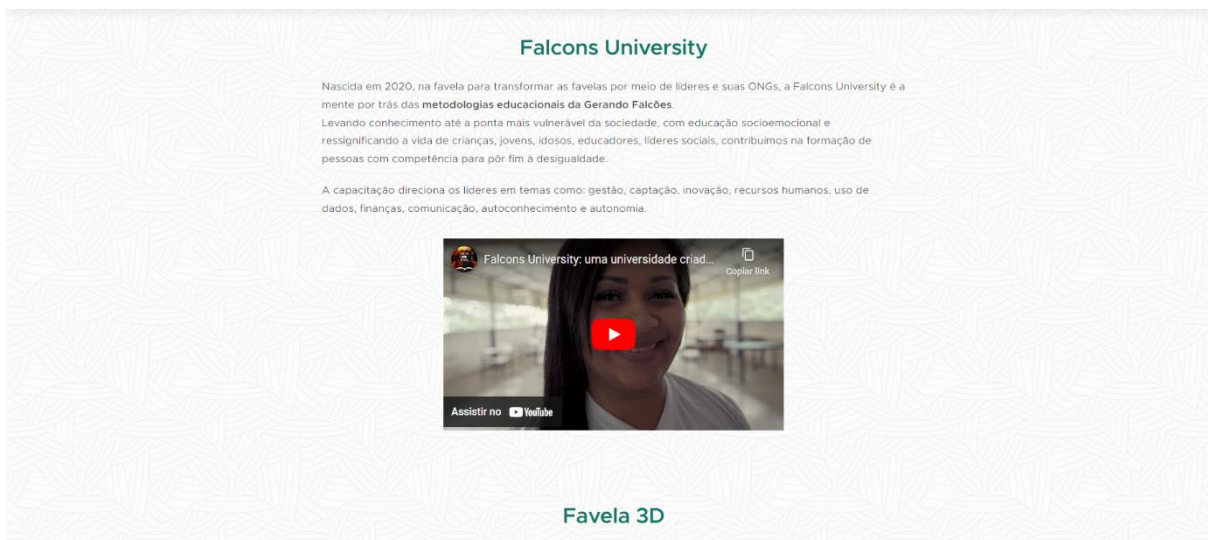 Falcons University
Nascida em 2020, na favela para transformar as favelas por meio de líderes e suas ONGs, a Falcons University é a
mente por trás das metodologias educacionais da Gerando Falcões.
Levando conhecimento até a ponta mais vulnerável da sociedade, com educação socioemocional e
ressignificando a vida de crianças, jovens, idosos, educadores, líderes sociais, contribuímos na formação de
pessoas com competência para pôr fim à desigualdade.
A capacitação direciona os líderes em temas como: gestão, captação, inovação, recursos humanos, uso de
dados, finanças, comunicação, autoconhecimento e autonomia.
Falcons University: uma universidade criad...
Copiar link
Assistir no YouTube
Favela 3D